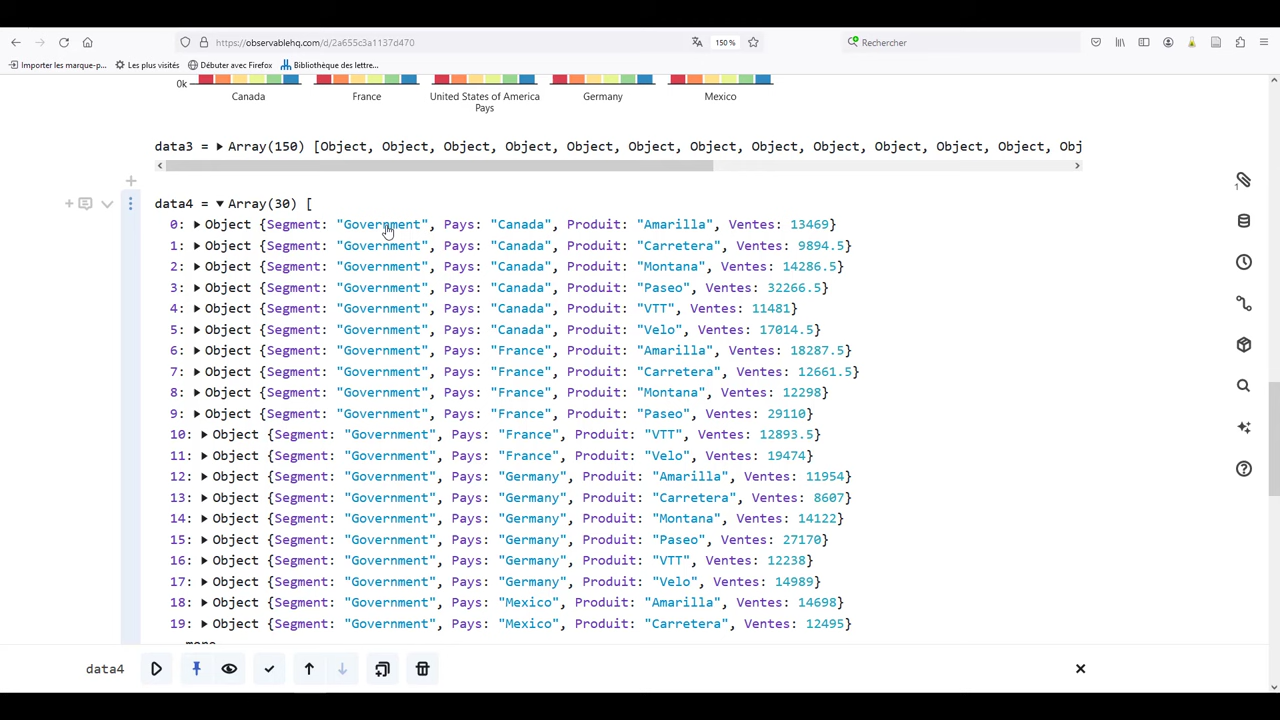 https://observablehq.com/d/2a655c3a1137d470
150 %
Rechercher
Importer les marque-p...
Les plus visités
Débuter avec Firefox
Bibliothèque des lettre...
0k
Canada
France
United States of America
Germany
Mexico
Pays
data3 = Array(150) [Object, Object, Object, Object, Object, Object, Object, Object, Object, Object, Object, Object, Obj
data4 = Array(30) [
0: Object {Segment: "Government", Pays: "Canada", Produit: "Amarilla", Ventes: 13469}
1: Object {Segment: "Government", Pays: "Canada", Produit: "Carretera", Ventes: 9894.5}
2: Object {Segment: "Government", Pays: "Canada", Produit: "Montana", Ventes: 14286.5}
3: Object {Segment: "Government", Pays: "Canada", Produit: "Paseo", Ventes: 32266.5}
4: Object {Segment: "Government", Pays: "Canada", Produit: "VTT", Ventes: 11481}
5: Object {Segment: "Government", Pays: "Canada", Produit: "Velo", Ventes: 17014.5}
6: Object {Segment: "Government", Pays: "France", Produit: "Amarilla", Ventes: 18287.5}
7: Object {Segment: "Government", Pays: "France", Produit: "Carretera", Ventes: 12661.5}
8: Object {Segment: "Government", Pays: "France", Produit: "Montana", Ventes: 12298}
9: Object {Segment: "Government", Pays: "France", Produit: "Paseo", Ventes: 29110}
10: Object {Segment: "Government", Pays: "France", Produit: "VTT", Ventes: 12893.5}
11: Object {Segment: "Government", Pays: "France", Produit: "Velo", Ventes: 19474}
12: Object {Segment: "Government", Pays: "Germany", Produit: "Amarilla", Ventes: 11954}
13: Object {Segment: "Government", Pays: "Germany", Produit: "Carretera", Ventes: 8607}
14: Object {Segment: "Government", Pays: "Germany", Produit: "Montana", Ventes: 14122}
15: Object {Segment: "Government", Pays: "Germany", Produit: "Paseo", Ventes: 27170}
16: Object {Segment: "Government", Pays: "Germany", Produit: "VTT", Ventes: 12238}
17: Object {Segment: "Government", Pays: "Germany", Produit: "Velo", Ventes: 14989}
18: Object {Segment: "Government", Pays: "Mexico", Produit: "Amarilla", Ventes: 14698}
19: Object {Segment: "Government", Pays: "Mexico", Produit: "Carretera", Ventes: 12495}
data4
1